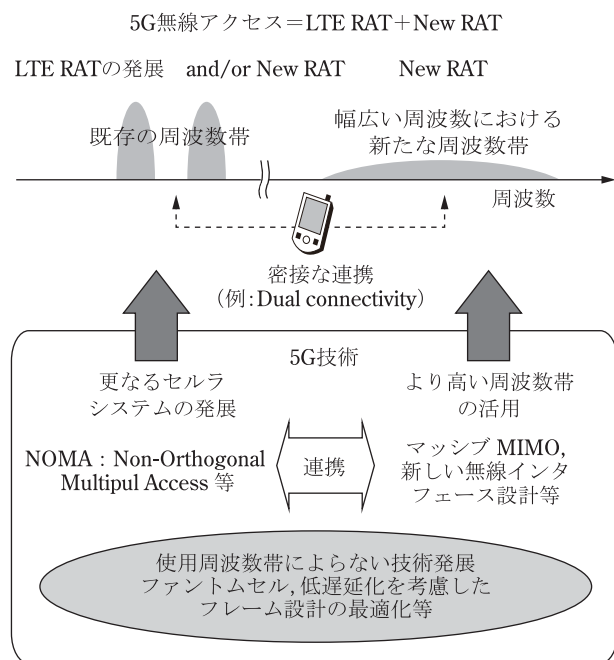 5G無線アクセス＝LTE RAT＋New RAT
LTE RATの発展 and/or New RAT New RAT
既存の周波数帯
幅広い周波数における
新たな周波数帯
周波数
密接な連携
（例：Dual connectivity）
5G技術
更なるセルラ
システムの発展
より高い周波数帯
の活用
NOMA：Non-Orthogonal
Multipul Access 等
連携
マッシブ MIMO，
新しい無線インタ
フェース設計等
使用周波数帯によらない技術発展
ファントムセル，低遅延化を考慮した
フレーム設計の最適化等